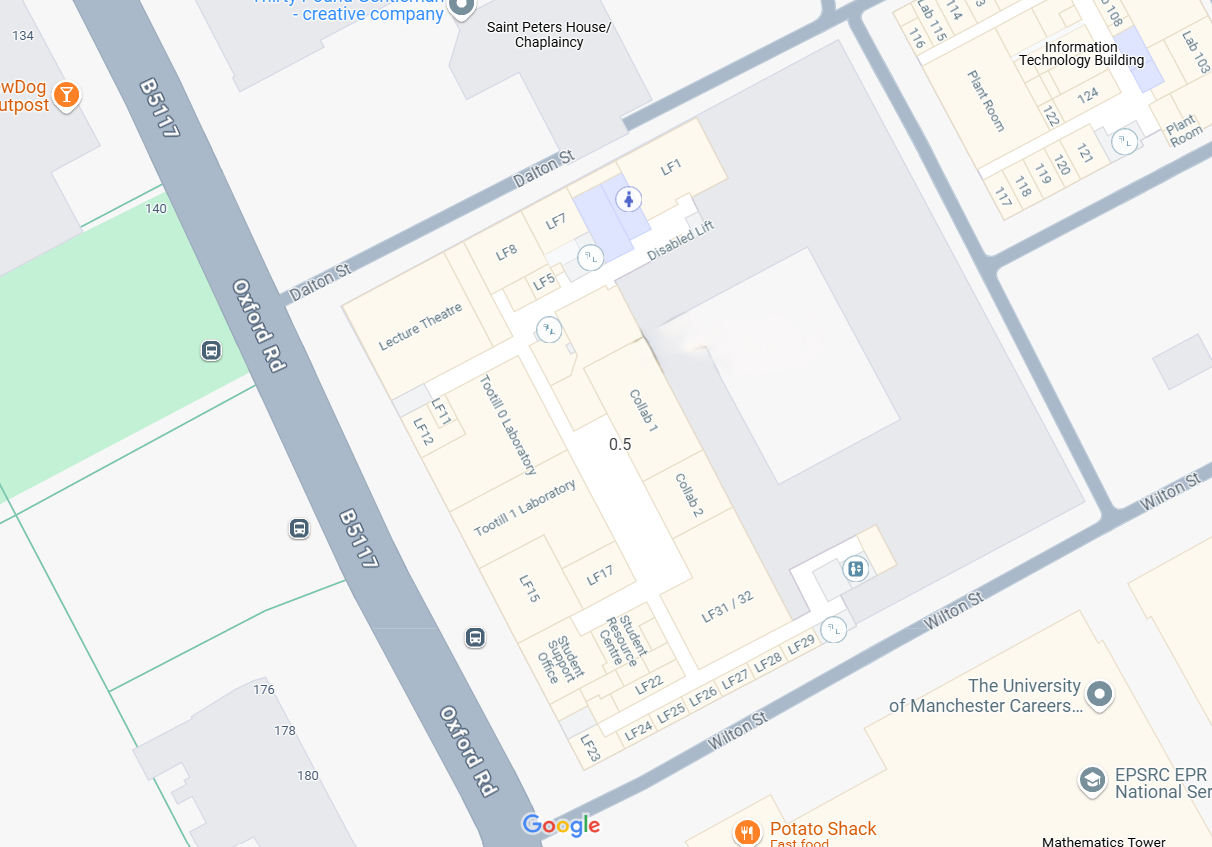 Thirty Pound Gentleman
- creative company
134
Saint Peters House/
Chaplaincy
Lab 115
114
116
Lab 108
Information
Technology Building
Lab 103
Plant Room
124
122
Plant
Room
121
120
119
118
117
B5117
Dalton St
LF1
140
LF7
Disabled Lift
LF8
LF5
Dalton St
Oxford Rd
Lecture Theatre
LF11
LF12
Tootill 0 Laboratory
Collab 1
0.5
Collab 2
Tootill 1 Laboratory
Wilton St
B5117
LF15
LF17
LF31 / 32
Wilton St
Student
Resource
Centre
Student
Support
Office
LF29
LF28
LF27
LF26
LF25
LF24
LF23
LF22
176
178
180
Oxford Rd
Wilton St
The University
of Manchester Careers...
EPSRC EPR
National Ser
Google
Potato Shack
Fast food
Mathematics Tower